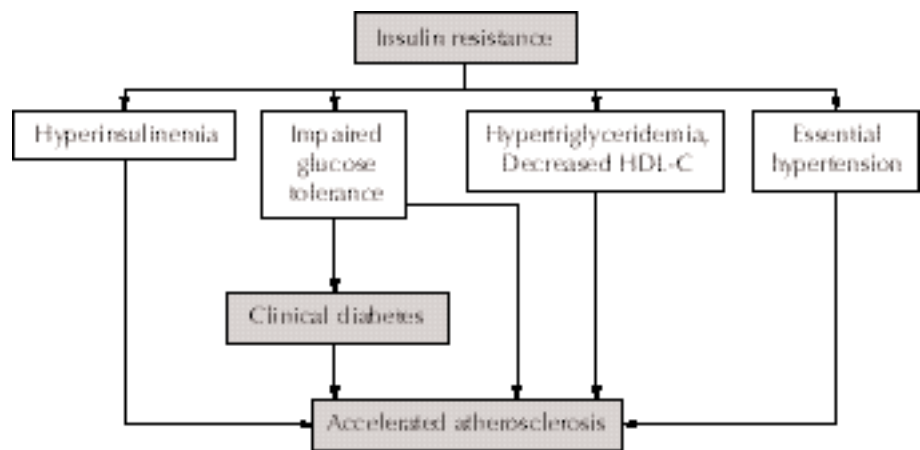 Insulin resistance
Hyperinsulinemia
Impaired
glucose
tolerance
Hypertriglyceridemia,
Decreased HDL-C
Essential
hypertension
Clinical diabetes
Accelerated atherosclerosis